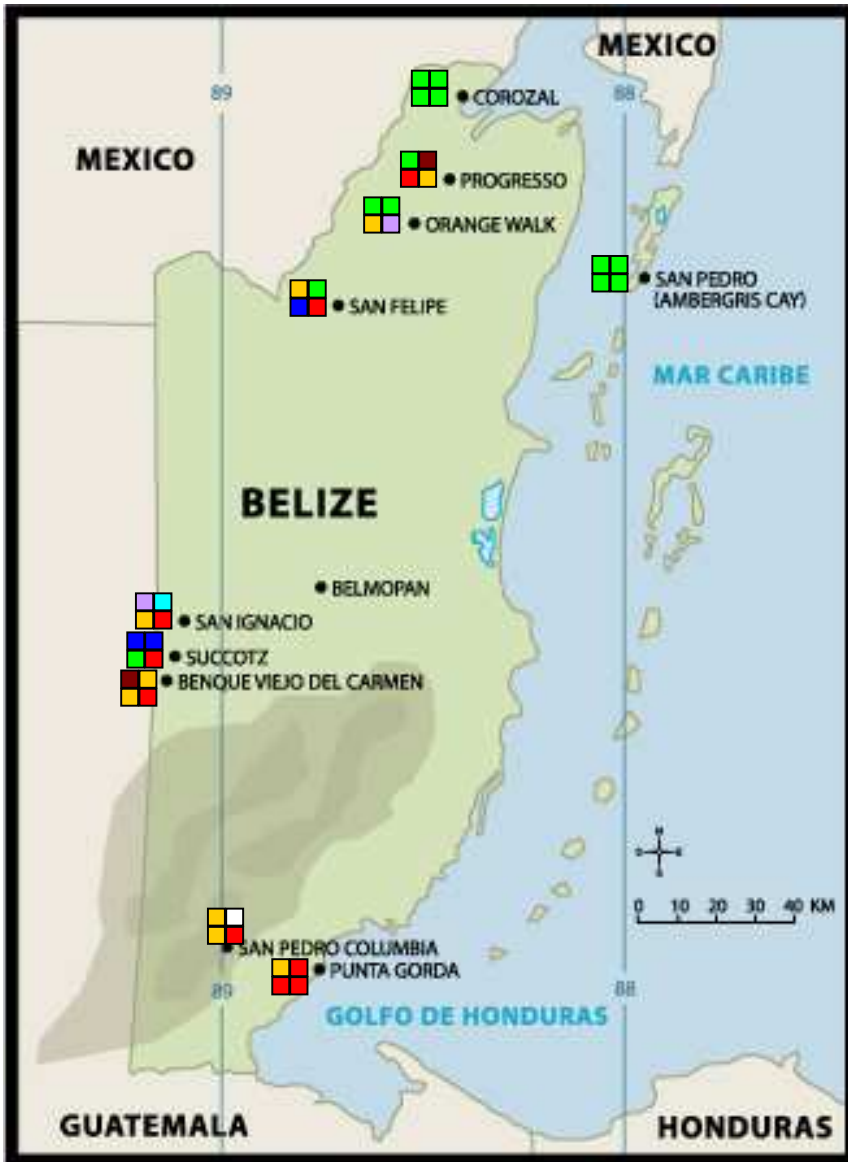 MEXICO
89
88
COROZAL
MEXICO
PROGRESSO
ORANGE WALK
SAN PEDRO
(AMBERGRIS CAY)
SAN FELIPE
MAR CARIBE
BELIZE
BELMOPAN
SAN IGNACIO
SUCCOTZ
BENQUE VIEJO DEL CARMEN
0 10 20 30 40 KM
SAN PEDRO COLUMBIA
PUNTA GORDA
89
88
GOLFO DE HONDURAS
GUATEMALA
HONDURAS